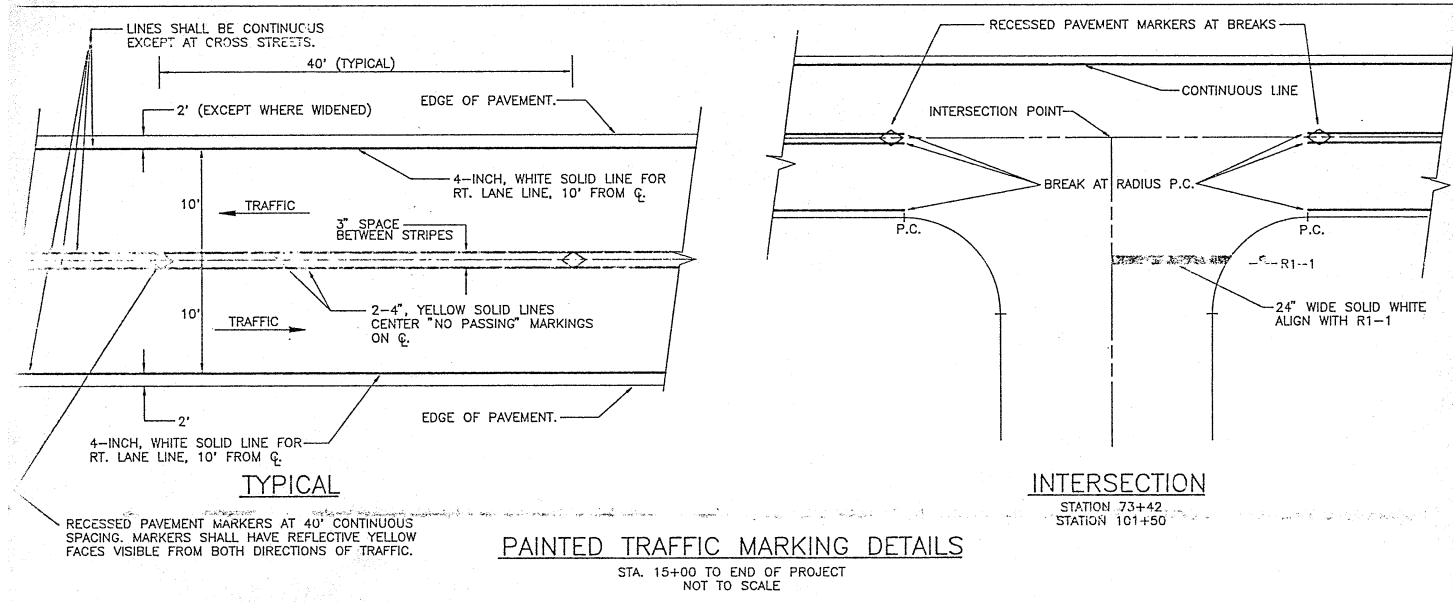 LINES SHALL BE CONTINUOUS
EXCEPT AT CROSS STREETS.
40' (TYPICAL)
2' (EXCEPT WHERE WIDENED)
EDGE OF PAVEMENT.
4-INCH, WHITE SOLID LINE FOR
RT. LANE LINE, 10' FROM ℄.
10'
TRAFFIC
3" SPACE
BETWEEN STRIPES
10'
TRAFFIC
2-4", YELLOW SOLID LINES
CENTER "NO PASSING" MARKINGS
ON ℄.
2'
EDGE OF PAVEMENT.
4-INCH, WHITE SOLID LINE FOR
RT. LANE LINE, 10' FROM ℄.
TYPICAL
RECESSED PAVEMENT MARKERS AT 40' CONTINUOUS
SPACING. MARKERS SHALL HAVE REFLECTIVE YELLOW
FACES VISIBLE FROM BOTH DIRECTIONS OF TRAFFIC.
RECESSED PAVEMENT MARKERS AT BREAKS
CONTINUOUS LINE
INTERSECTION POINT
BREAK AT RADIUS P.C.
P.C.
P.C.
R1-1
24" WIDE SOLID WHITE
ALIGN WITH R1-1
INTERSECTION
STATION 73+42
STATION 101+50
PAINTED TRAFFIC MARKING DETAILS
STA. 15+00 TO END OF PROJECT
NOT TO SCALE